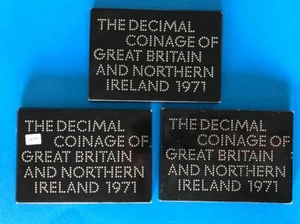 THE DECIMAL
COINAGE OF
GREAT BRITAIN
AND NORTHERN
IRELAND 1971
THE DECIMAL
COINAGE OF
GREAT BRITAIN
AND NORTHERN
IRELAND 1971
THE DECIMAL
COINAGE OF
GREAT BRITAIN
AND NORTHERN
IRELAND 1971